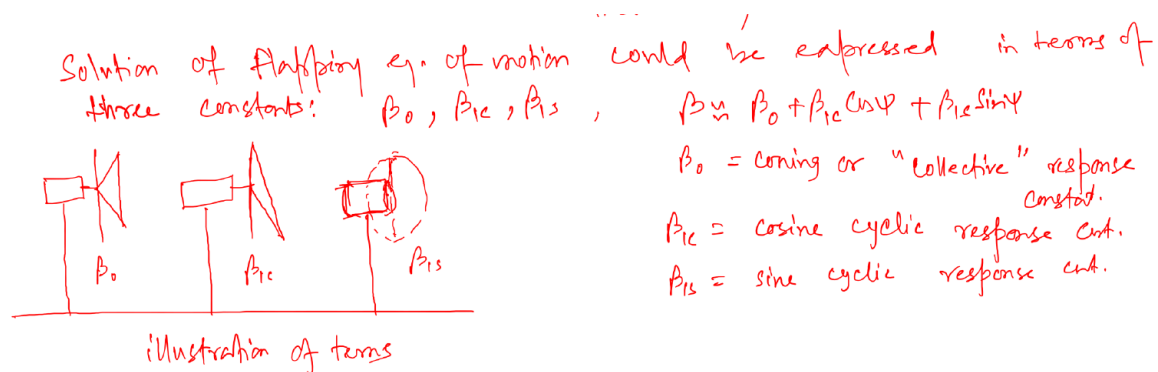 Solution of flapping eq. of motion could be expressed in terms of
three constants: β₀, β1c, β1s, β ≈ β₀ + β1c Cosψ + β1s Sinψ
β₀ = coning or "collective" response
constant.
β1c = cosine cyclic response cnt.
β1s = sine cyclic response cnt.
β₀ β1c β1s
illustration of terms